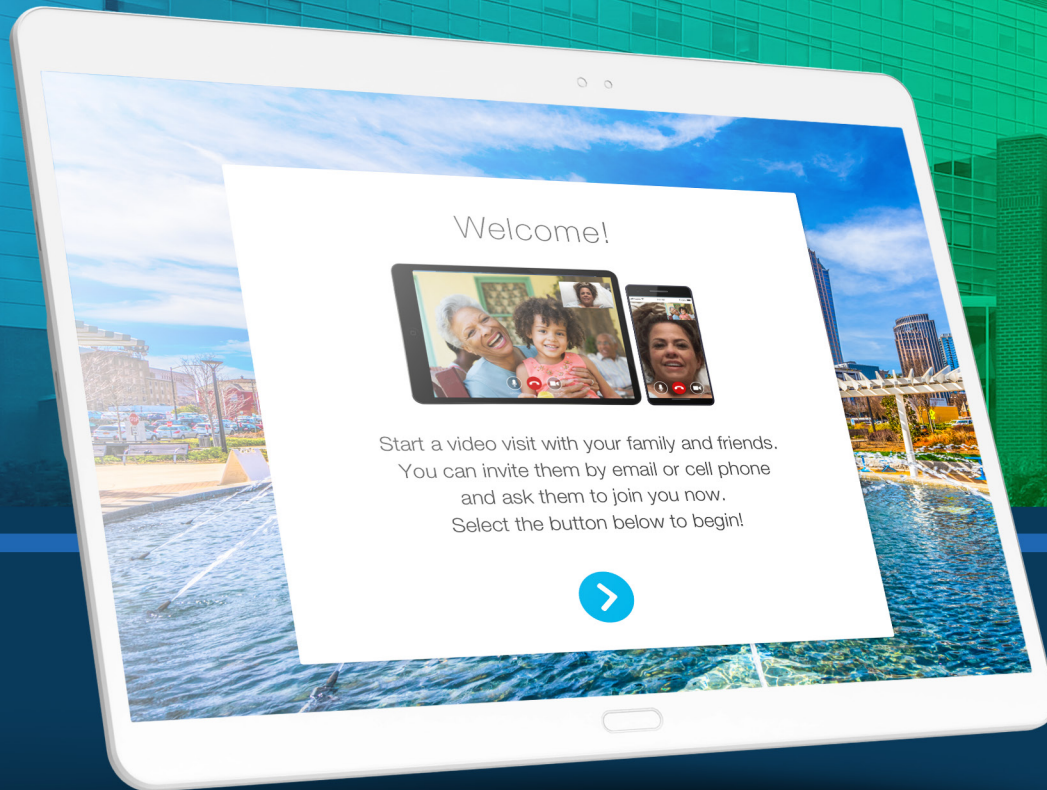 Welcome!
Start a video visit with your family and friends.
You can invite them by email or cell phone
and ask them to join you now.
Select the button below to begin!